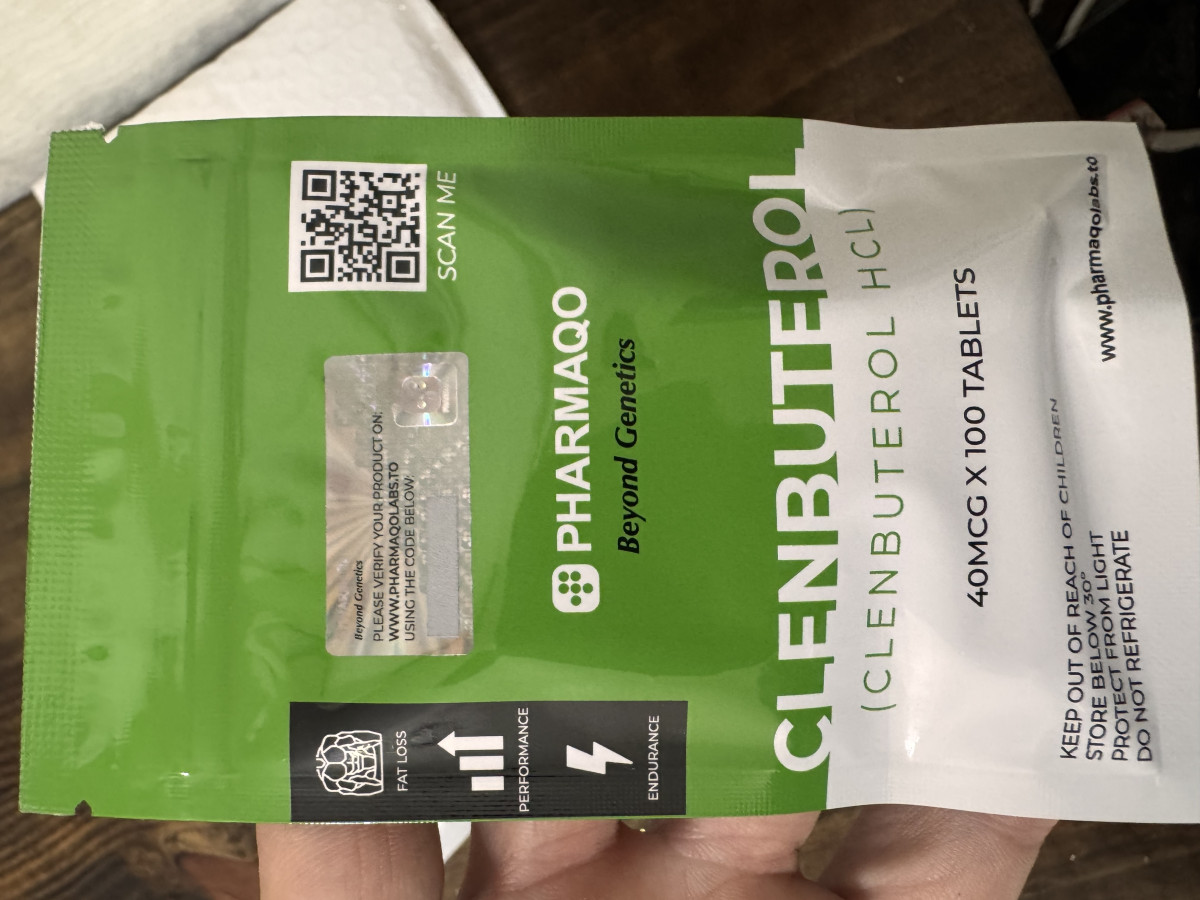 SCAN ME
Beyond Genetics
PLEASE VERIFY YOUR PRODUCT ON:
WWW.PHARMAQOLABS.TO
USING THE CODE BELOW:
FAT LOSS
PERFORMANCE
ENDURANCE
PHARMAQO
Beyond Genetics
CLENBUTEROL
(CLENBUTEROL HCL)
40MCG X 100 TABLETS
KEEP OUT OF REACH OF CHILDREN
STORE BELOW 30°
PROTECT FROM LIGHT
DO NOT REFRIGERATE
www.pharmaqolabs.to